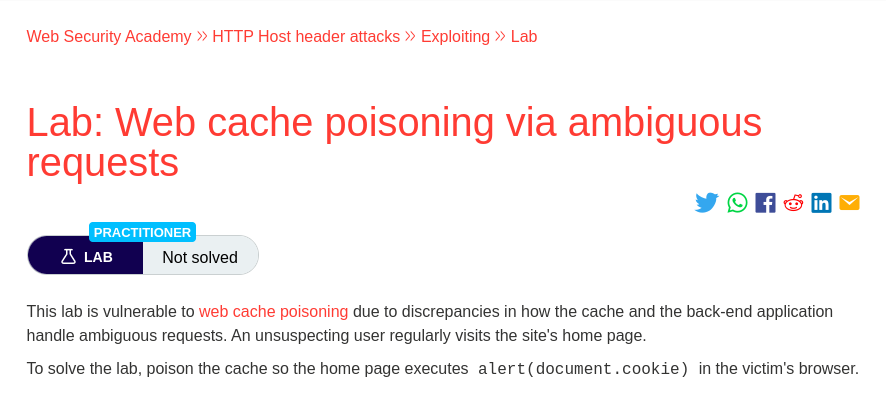 Web Security Academy » HTTP Host header attacks » Exploiting » Lab
Lab: Web cache poisoning via ambiguous
requests
PRACTITIONER
LAB Not solved
This lab is vulnerable to web cache poisoning due to discrepancies in how the cache and the back-end application
handle ambiguous requests. An unsuspecting user regularly visits the site's home page.
To solve the lab, poison the cache so the home page executes alert(document.cookie) in the victim's browser.